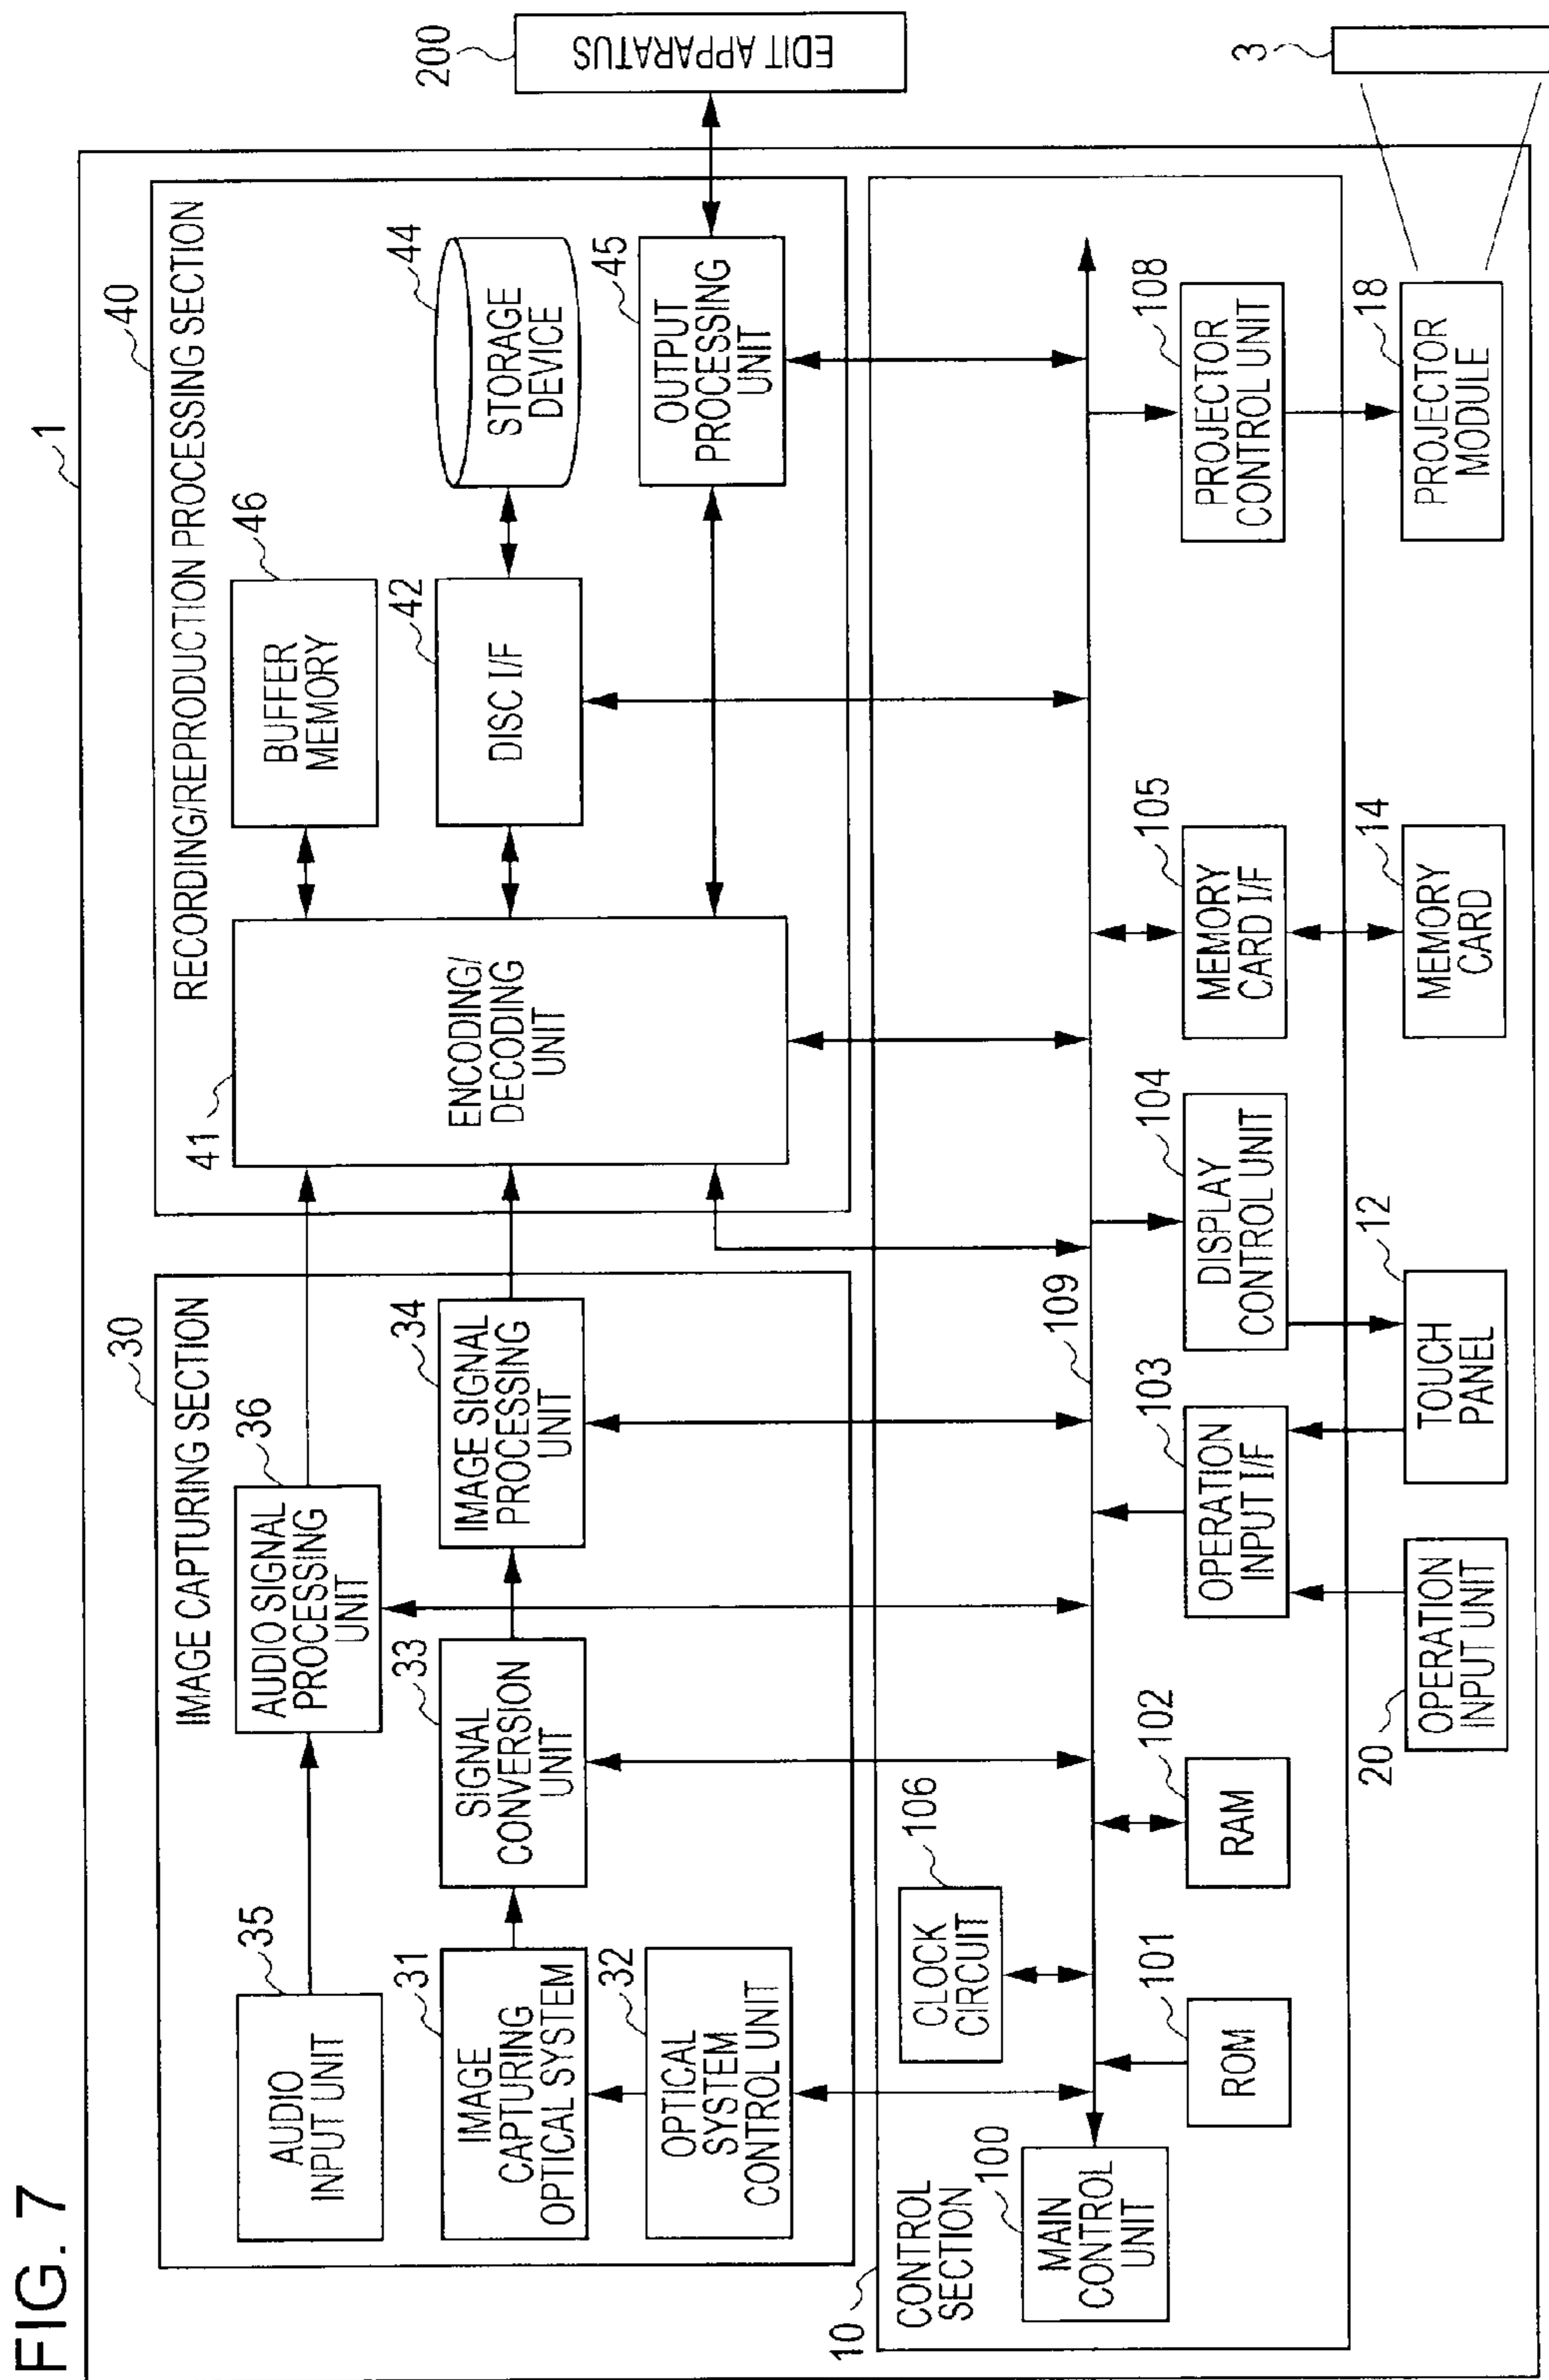 FIG. 7
1
30
IMAGE CAPTURING SECTION
35
AUDIO
INPUT UNIT
36
AUDIO SIGNAL
PROCESSING
UNIT
31
IMAGE
CAPTURING
OPTICAL SYSTEM
33
SIGNAL
CONVERSION
UNIT
34
IMAGE SIGNAL
PROCESSING
UNIT
32
OPTICAL
SYSTEM
CONTROL UNIT
40
RECORDING/REPRODUCTION PROCESSING SECTION
41
ENCODING/
DECODING
UNIT
46
BUFFER
MEMORY
42
DISC I/F
44
STORAGE
DEVICE
45
OUTPUT
PROCESSING
UNIT
200
EDIT APPARATUS
10
CONTROL
SECTION
100
MAIN
CONTROL
UNIT
106
CLOCK
CIRCUIT
109
101
ROM
102
RAM
103
OPERATION
INPUT I/F
104
DISPLAY
CONTROL UNIT
105
MEMORY
CARD I/F
108
PROJECTOR
CONTROL UNIT
20
OPERATION
INPUT UNIT
12
TOUCH
PANEL
14
MEMORY
CARD
18
PROJECTOR
MODULE
3